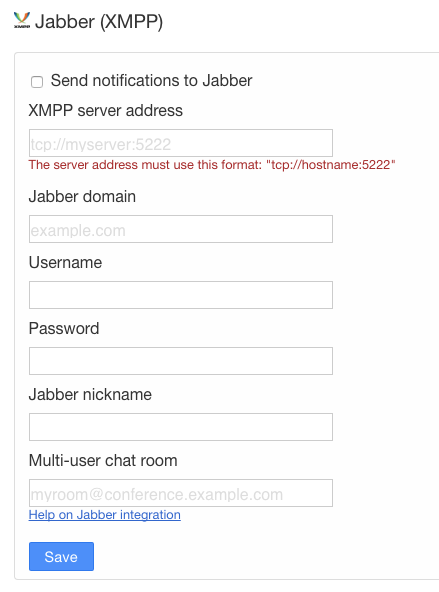 Jabber (XMPP)
Send notifications to Jabber
XMPP server address
tcp://myserver:5222
The server address must use this format: "tcp://hostname:5222"
Jabber domain
example.com
Username
Password
Jabber nickname
Multi-user chat room
myroom@conference.example.com
Help on Jabber integration
Save